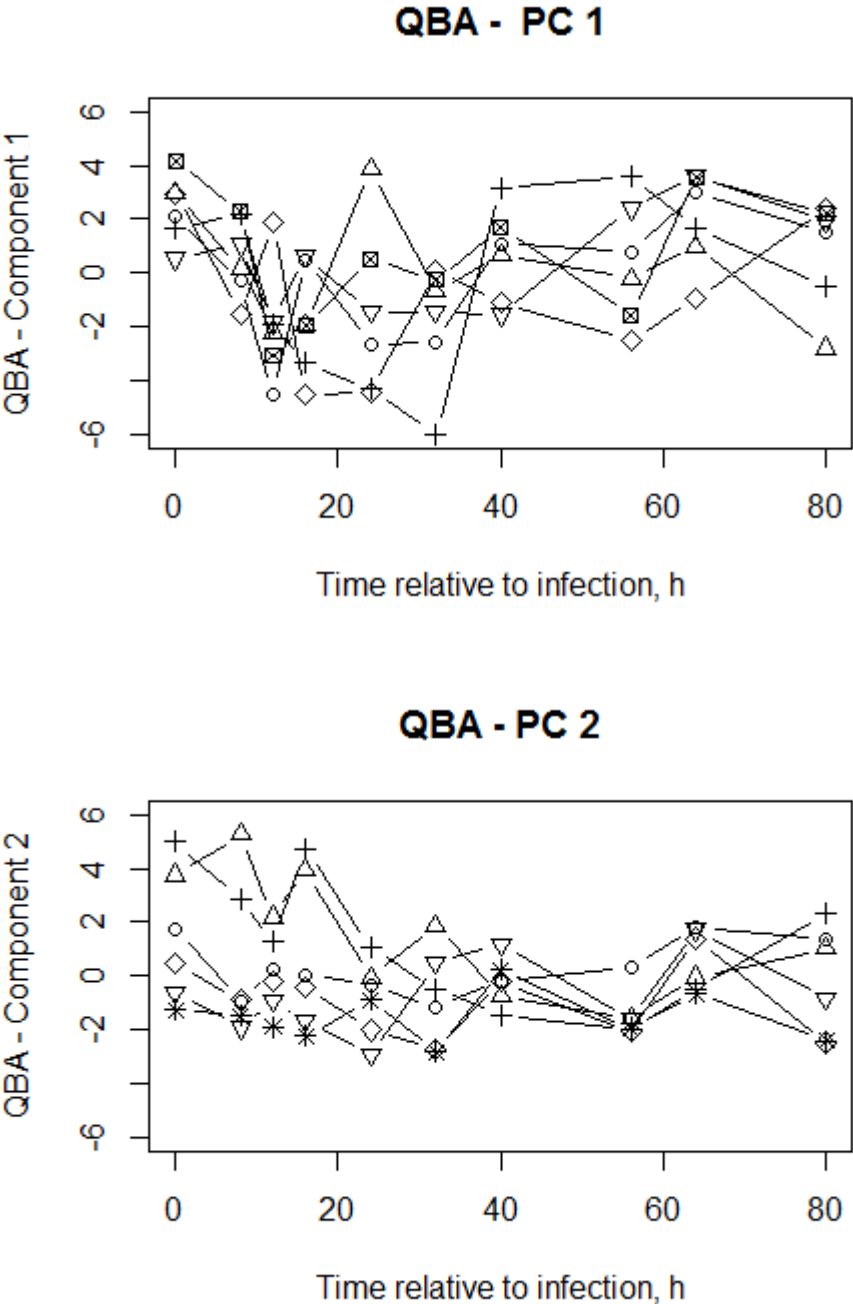 QBA - PC 1
QBA - Component 1
6
4
2
0
-2
-6
0 20 40 60 80
Time relative to infection, h
QBA - PC 2
QBA - Component 2
6
4
2
0
-2
-6
0 20 40 60 80
Time relative to infection, h